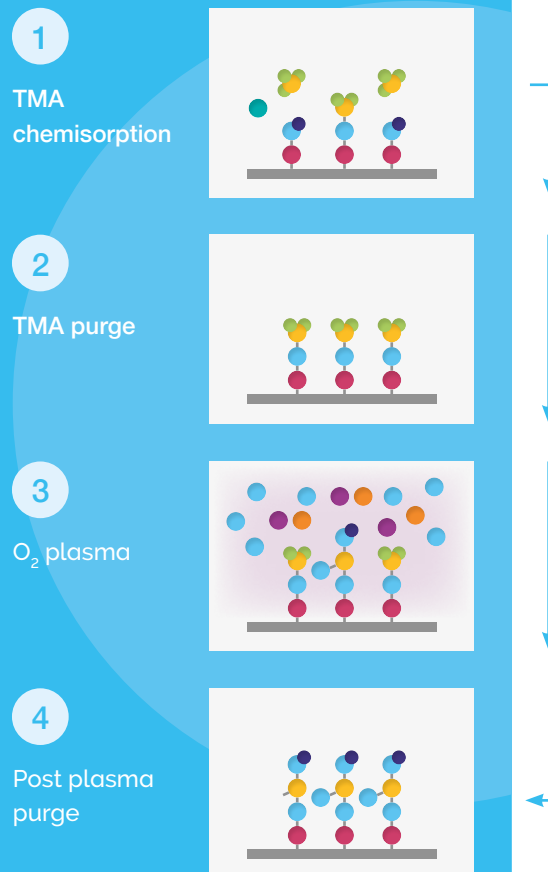 1
TMA
chemisorption
2
TMA purge
3
O₂ plasma
4
Post plasma
purge